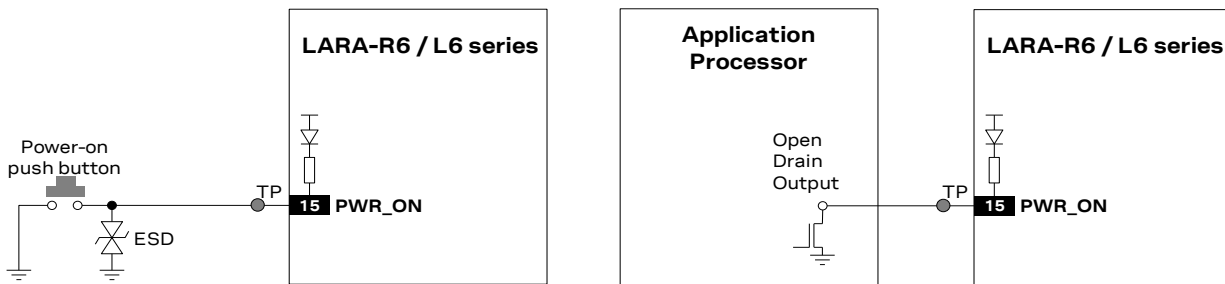 LARA-R6 / L6 series
Power-on
push button
TP
15 PWR_ON
ESD
Application
Processor
Open
Drain
Output
LARA-R6 / L6 series
TP
15 PWR_ON